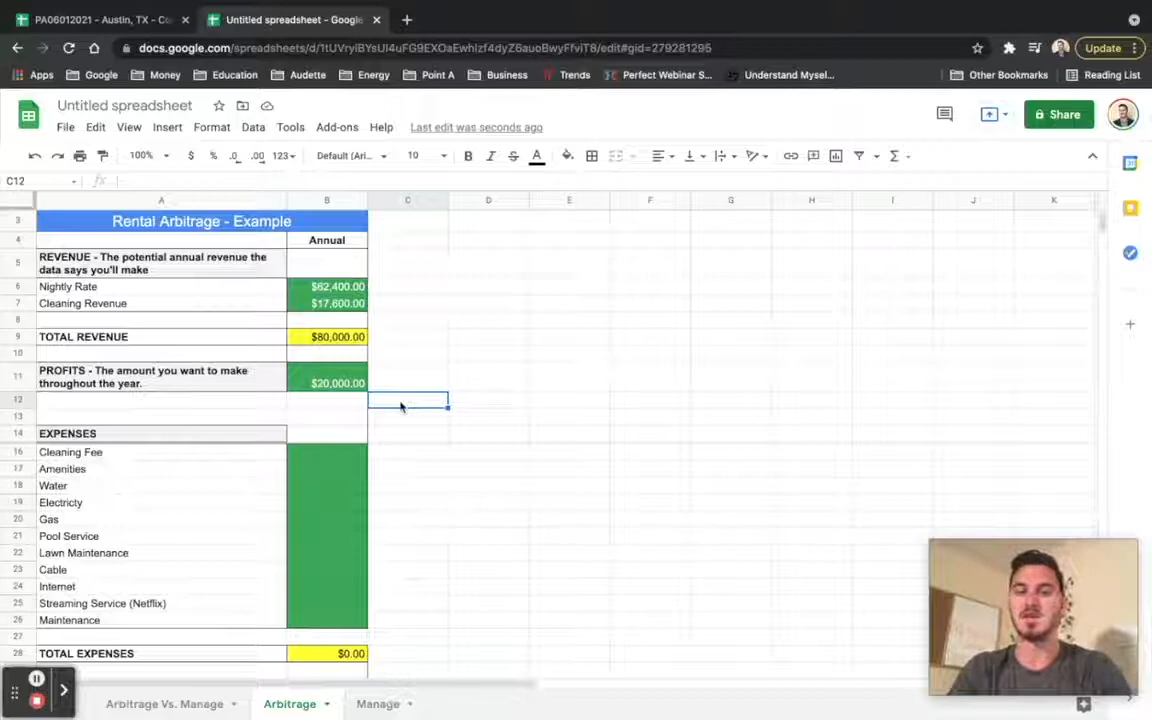 PA06012021 - Austin, TX - Co
Untitled spreadsheet - Google
docs.google.com/spreadsheets/d/1tUVryIBYsUI4uFG9EXOaEwhIzf4dyZ6auoBwyFfviT8/edit#gid=279281295
Update
Apps
Google
Money
Education
Audette
Energy
Point A
Business
Trends
Perfect Webinar S...
Understand Mysel...
Other Bookmarks
Reading List
Untitled spreadsheet
File Edit View Insert Format Data Tools Add-ons Help Last edit was seconds ago
Share
100% $ % .0 .00 123 Default (Ari... 10 B I S A Σ
C12 fx
A B C D E F G H I J K
3 Rental Arbitrage - Example
4 Annual
5 REVENUE - The potential annual revenue the
data says you'll make
6 Nightly Rate $62,400.00
7 Cleaning Revenue $17,600.00
8
9 TOTAL REVENUE $80,000.00
10
11 PROFITS - The amount you want to make
throughout the year. $20,000.00
12
13
14 EXPENSES
16 Cleaning Fee
17 Amenities
18 Water
19 Electricty
20 Gas
21 Pool Service
22 Lawn Maintenance
23 Cable
24 Internet
25 Streaming Service (Netflix)
26 Maintenance
27
28 TOTAL EXPENSES $0.00
Arbitrage Vs. Manage Arbitrage Manage